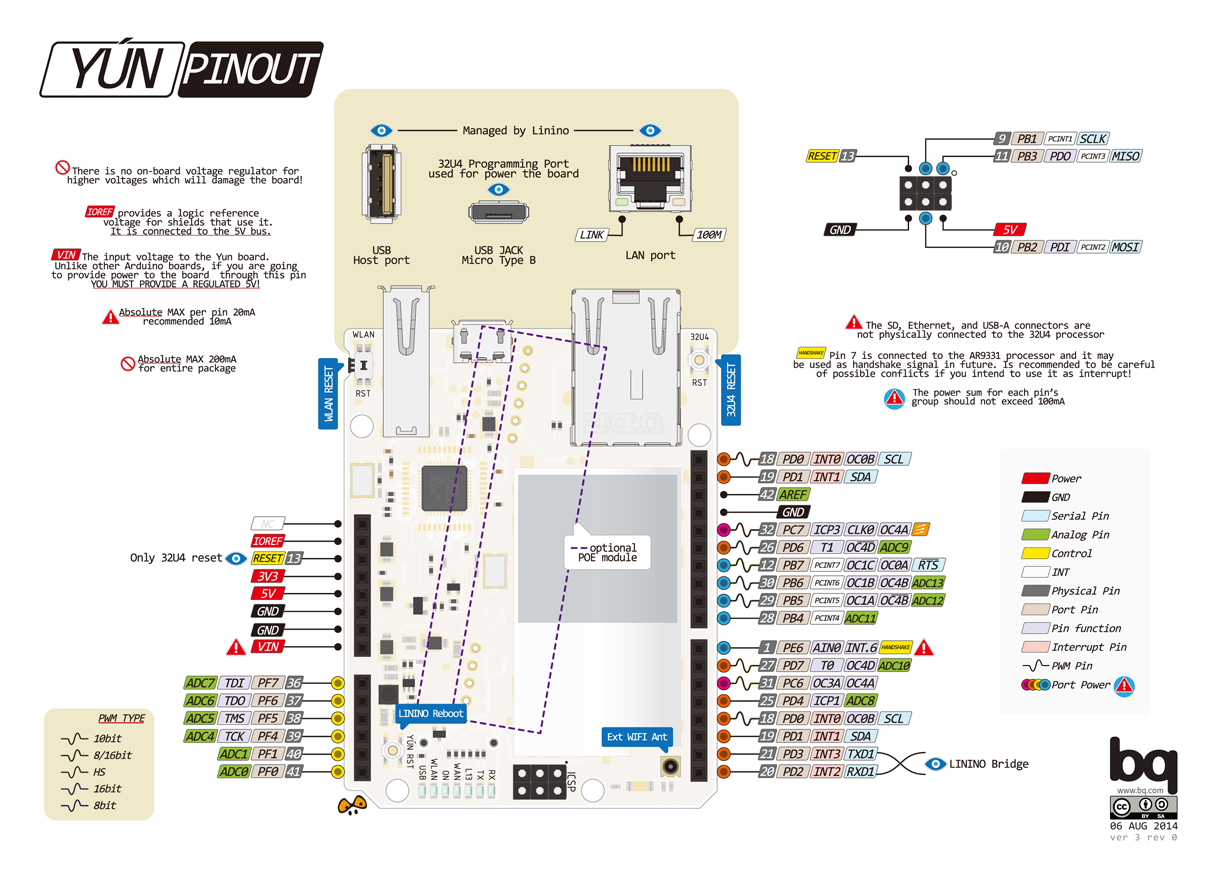 YÚN PINOUT
There is no on-board voltage regulator for
higher voltages which will damage the board!
IOREF provides a logic reference
voltage for shields that use it.
It is connected to the 5V bus.
VIN The input voltage to the Yun board.
Unlike other Arduino boards, if you are going
to provide power to the board through this pin
YOU MUST PROVIDE A REGULATED 5V!
Absolute MAX per pin 20mA
recommended 10mA
Absolute MAX 200mA
for entire package
Managed by Linino
32U4 Programming Port
used for power the board
LINK
100M
USB
Host port
USB JACK
Micro Type B
LAN port
9 PB1 PCINT1 SCLK
RESET 13
11 PB3 PDO PCINT3 MISO
GND
5V
10 PB2 PDI PCINT2 MOSI
The SD, Ethernet, and USB-A connectors are
not physically connected to the 32U4 processor
HANDSHAKE Pin 7 is connected to the AR9331 processor and it may
be used as handshake signal in future. Is recommended to be careful
of possible conflicts if you intend to use it as interrupt!
The power sum for each pin's
group should not exceed 100mA
WLAN
RST
WLAN RESET
32U4
RST
32U4 RESET
NC
IOREF
Only 32U4 reset
RESET 13
3V3
5V
GND
GND
VIN
ADC7 TDI PF7 36
ADC6 TDO PF6 37
ADC5 TMS PF5 38
ADC4 TCK PF4 39
ADC1 PF1 40
ADC0 PF0 41
optional
POE module
LININO Reboot
YÚN RST
Ext WIFI Ant
USB
WLAN
ON
WAN
L13
TX
RX
ICSP
18 PD0 INT0 OC0B SCL
19 PD1 INT1 SDA
42 AREF
GND
32 PC7 ICP3 CLK0 OC4A
26 PD6 T1 OC4D ADC9
12 PB7 PCINT7 OC1C OC0A RTS
30 PB6 PCINT6 OC1B OC4B ADC13
29 PB5 PCINT5 OC1A OC4B ADC12
28 PB4 PCINT4 ADC11
1 PE6 AIN0 INT.6 HANDSHAKE
27 PD7 T0 OC4D ADC10
31 PC6 OC3A OC4A
25 PD4 ICP1 ADC8
18 PD0 INT0 OC0B SCL
19 PD1 INT1 SDA
21 PD3 INT3 TXD1
20 PD2 INT2 RXD1
LININO Bridge
Power
GND
Serial Pin
Analog Pin
Control
INT
Physical Pin
Port Pin
Pin function
Interrupt Pin
PWM Pin
Port Power
PWM TYPE
10bit
8/16bit
HS
16bit
8bit
bq
www.bq.com
cc BY SA
06 AUG 2014
ver 3 rev 0